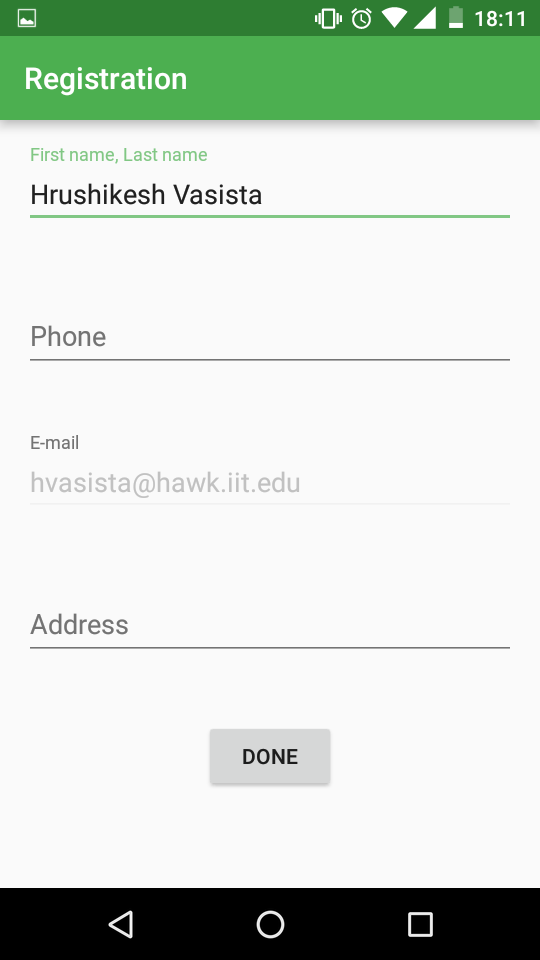 18:11
Registration
First name, Last name
Hrushikesh Vasista
Phone
E-mail
hvasista@hawk.iit.edu
Address
DONE